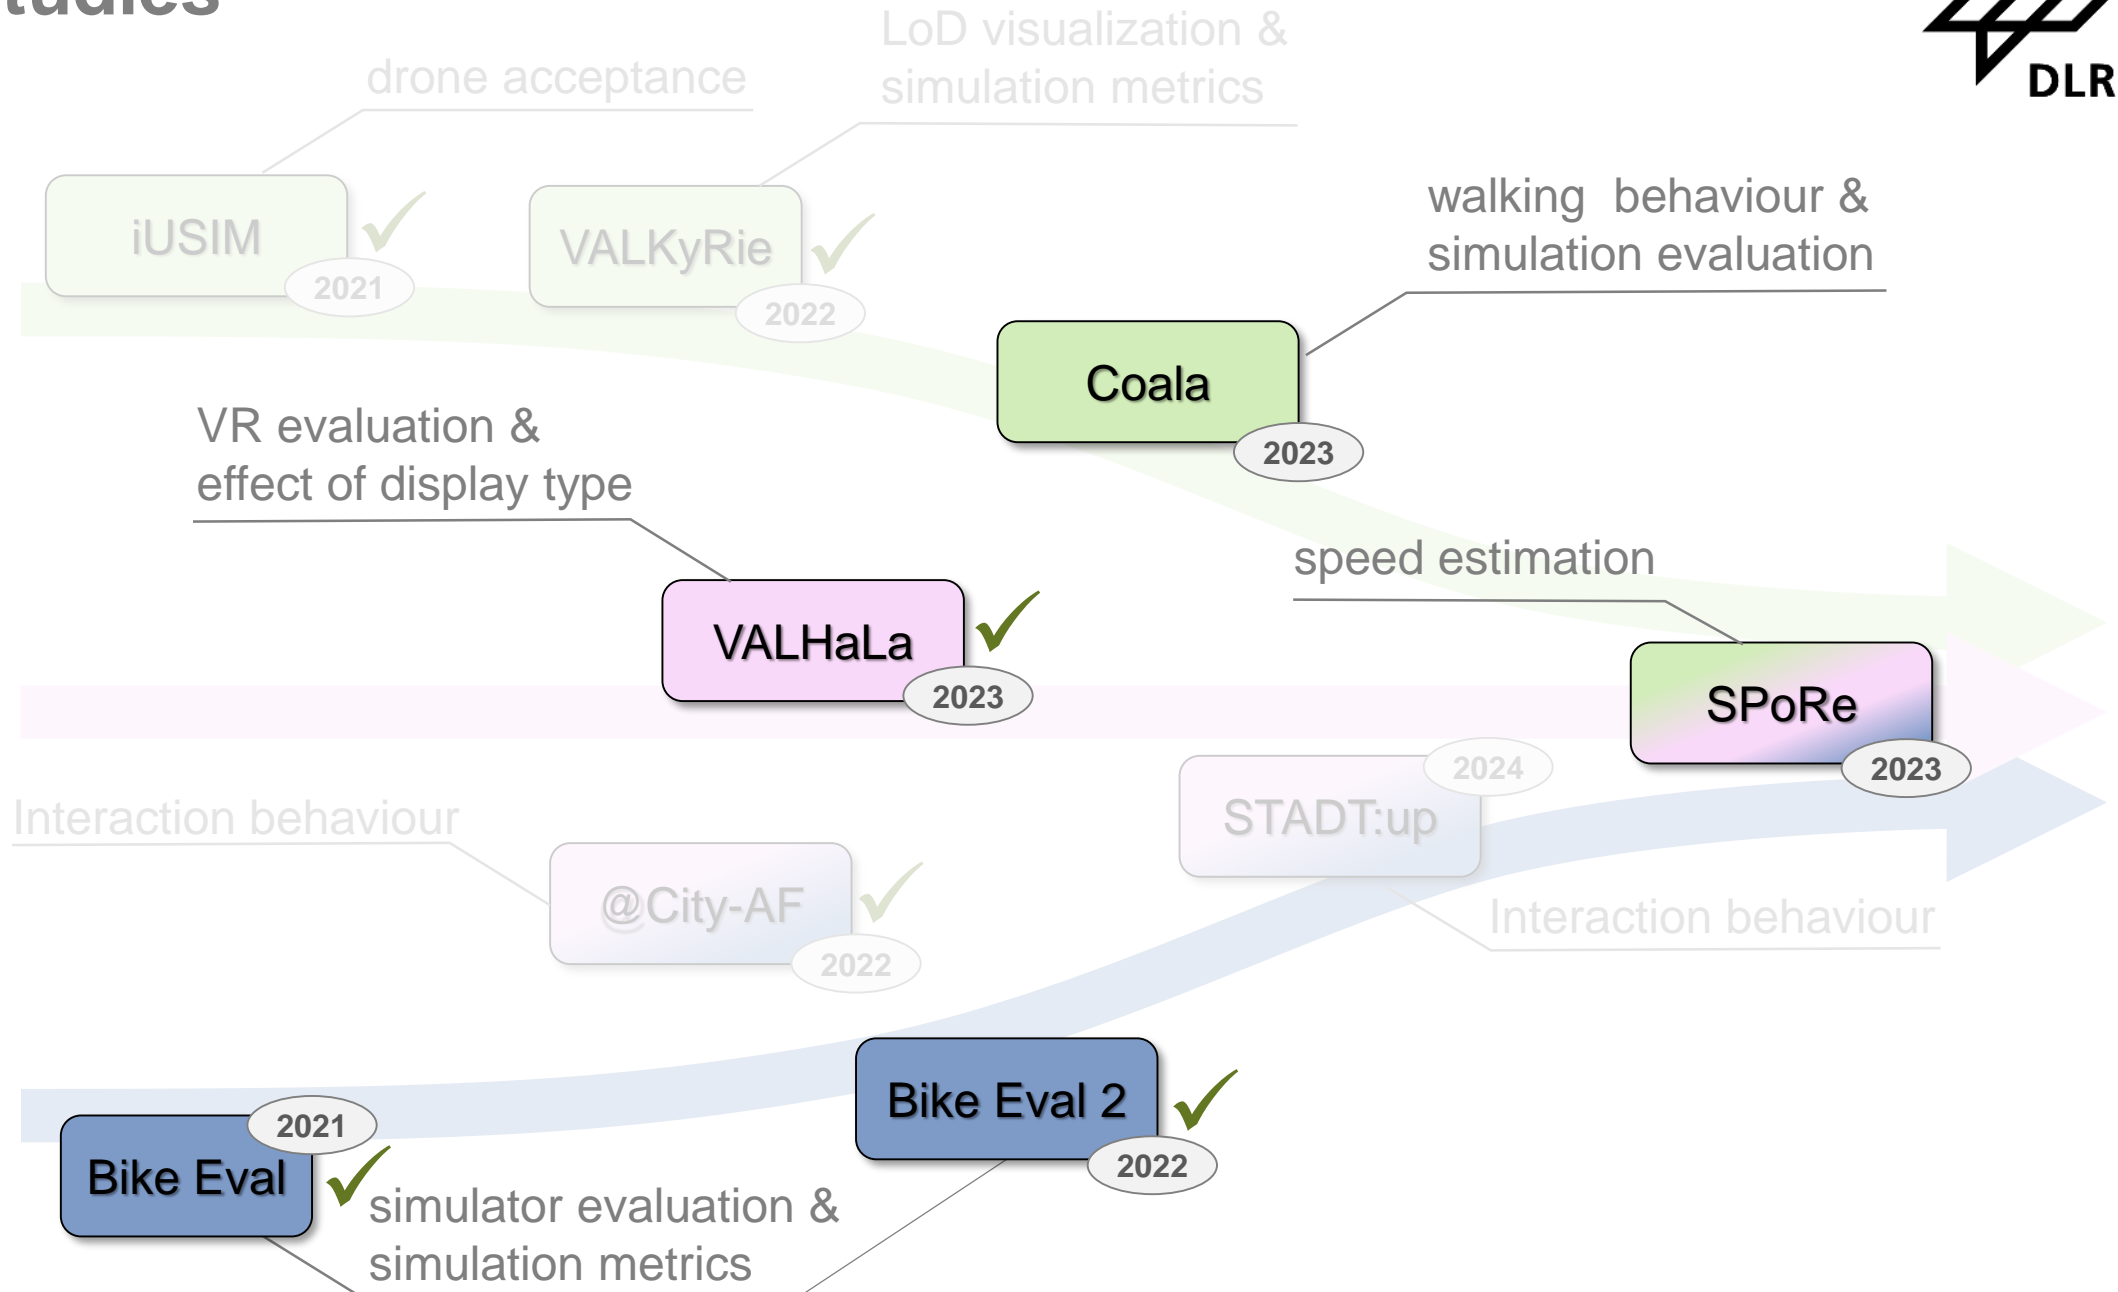 tudies
DLR
LoD visualization &
simulation metrics
drone acceptance
iUSIM
2021
VALKyRie
2022
walking behaviour &
simulation evaluation
Coala
2023
VR evaluation &
effect of display type
VALHaLa
2023
speed estimation
SPoRe
2023
Interaction behaviour
@City-AF
2022
2024
STADT:up
Interaction behaviour
2021
Bike Eval
simulator evaluation &
simulation metrics
Bike Eval 2
2022